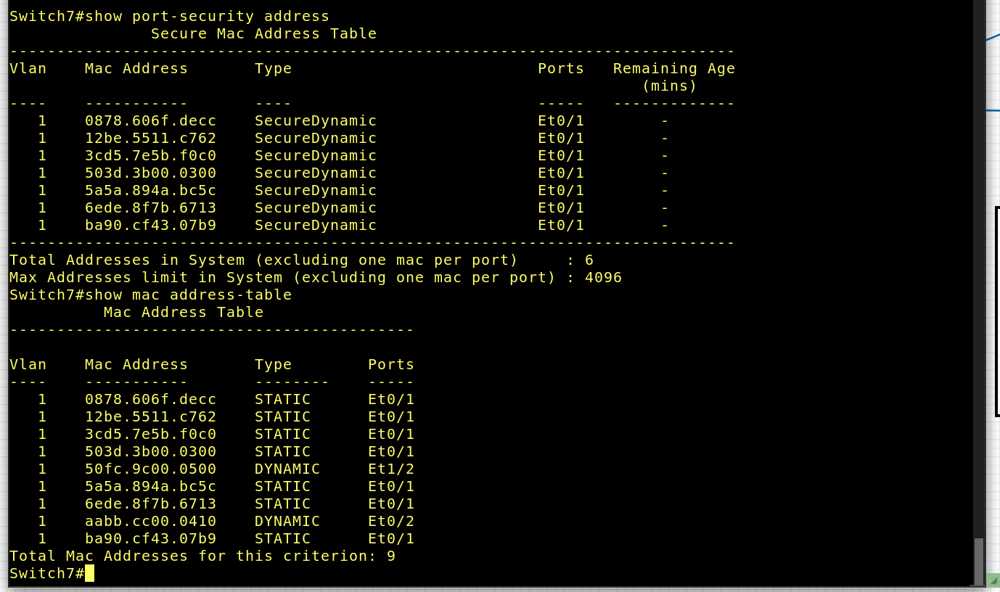 Switch7#show port-security address
               Secure Mac Address Table
-----------------------------------------------------------------------------
Vlan    Mac Address       Type                          Ports   Remaining Age
                                                                   (mins)
----    -----------       ----                          -----   -------------
   1    0878.606f.decc    SecureDynamic                 Et0/1        -
   1    12be.5511.c762    SecureDynamic                 Et0/1        -
   1    3cd5.7e5b.f0c0    SecureDynamic                 Et0/1        -
   1    503d.3b00.0300    SecureDynamic                 Et0/1        -
   1    5a5a.894a.bc5c    SecureDynamic                 Et0/1        -
   1    6ede.8f7b.6713    SecureDynamic                 Et0/1        -
   1    ba90.cf43.07b9    SecureDynamic                 Et0/1        -
-----------------------------------------------------------------------------
Total Addresses in System (excluding one mac per port)     : 6
Max Addresses limit in System (excluding one mac per port) : 4096
Switch7#show mac address-table
          Mac Address Table
-------------------------------------------

Vlan    Mac Address       Type        Ports
----    -----------       --------    -----
   1    0878.606f.decc    STATIC      Et0/1
   1    12be.5511.c762    STATIC      Et0/1
   1    3cd5.7e5b.f0c0    STATIC      Et0/1
   1    503d.3b00.0300    STATIC      Et0/1
   1    50fc.9c00.0500    DYNAMIC     Et1/2
   1    5a5a.894a.bc5c    STATIC      Et0/1
   1    6ede.8f7b.6713    STATIC      Et0/1
   1    aabb.cc00.0410    DYNAMIC     Et0/2
   1    ba90.cf43.07b9    STATIC      Et0/1
Total Mac Addresses for this criterion: 9
Switch7#